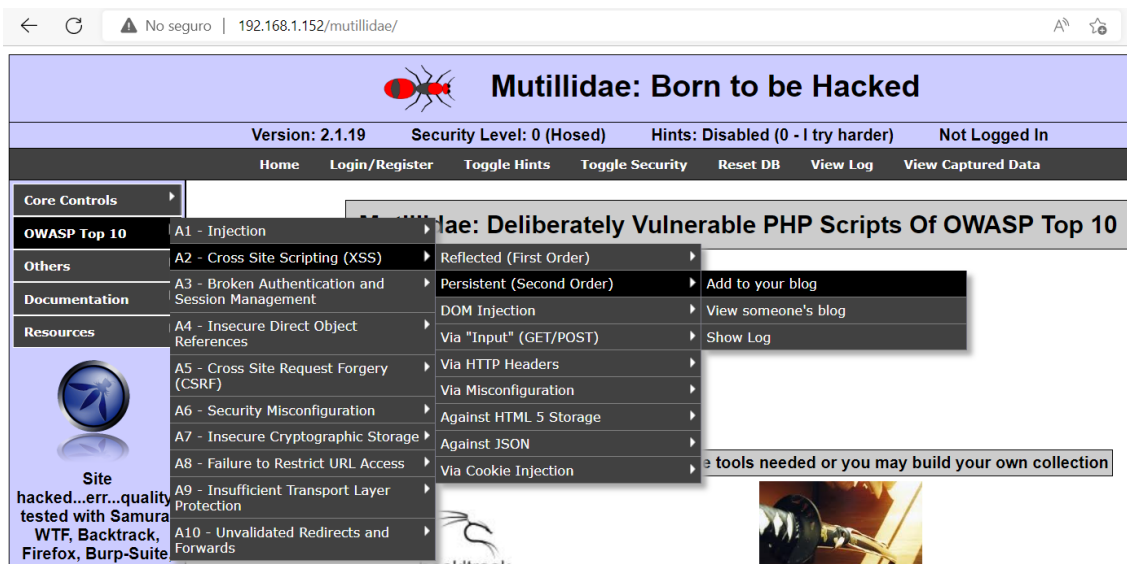 No seguro | 192.168.1.152/mutillidae/
Mutillidae: Born to be Hacked
Version: 2.1.19 Security Level: 0 (Hosed) Hints: Disabled (0 - I try harder) Not Logged In
Home Login/Register Toggle Hints Toggle Security Reset DB View Log View Captured Data
Core Controls
OWASP Top 10
Others
Documentation
Resources
Site
hacked...err...quality
tested with Samura
WTF, Backtrack,
Firefox, Burp-Suite,
A1 - Injection
A2 - Cross Site Scripting (XSS)
A3 - Broken Authentication and
Session Management
A4 - Insecure Direct Object
References
A5 - Cross Site Request Forgery
(CSRF)
A6 - Security Misconfiguration
A7 - Insecure Cryptographic Storage
A8 - Failure to Restrict URL Access
A9 - Insufficient Transport Layer
Protection
A10 - Unvalidated Redirects and
Forwards
Reflected (First Order)
Persistent (Second Order)
DOM Injection
Via "Input" (GET/POST)
Via HTTP Headers
Via Misconfiguration
Against HTML 5 Storage
Against JSON
Via Cookie Injection
Add to your blog
View someone's blog
Show Log
dae: Deliberately Vulnerable PHP Scripts Of OWASP Top 10
e tools needed or you may build your own collection